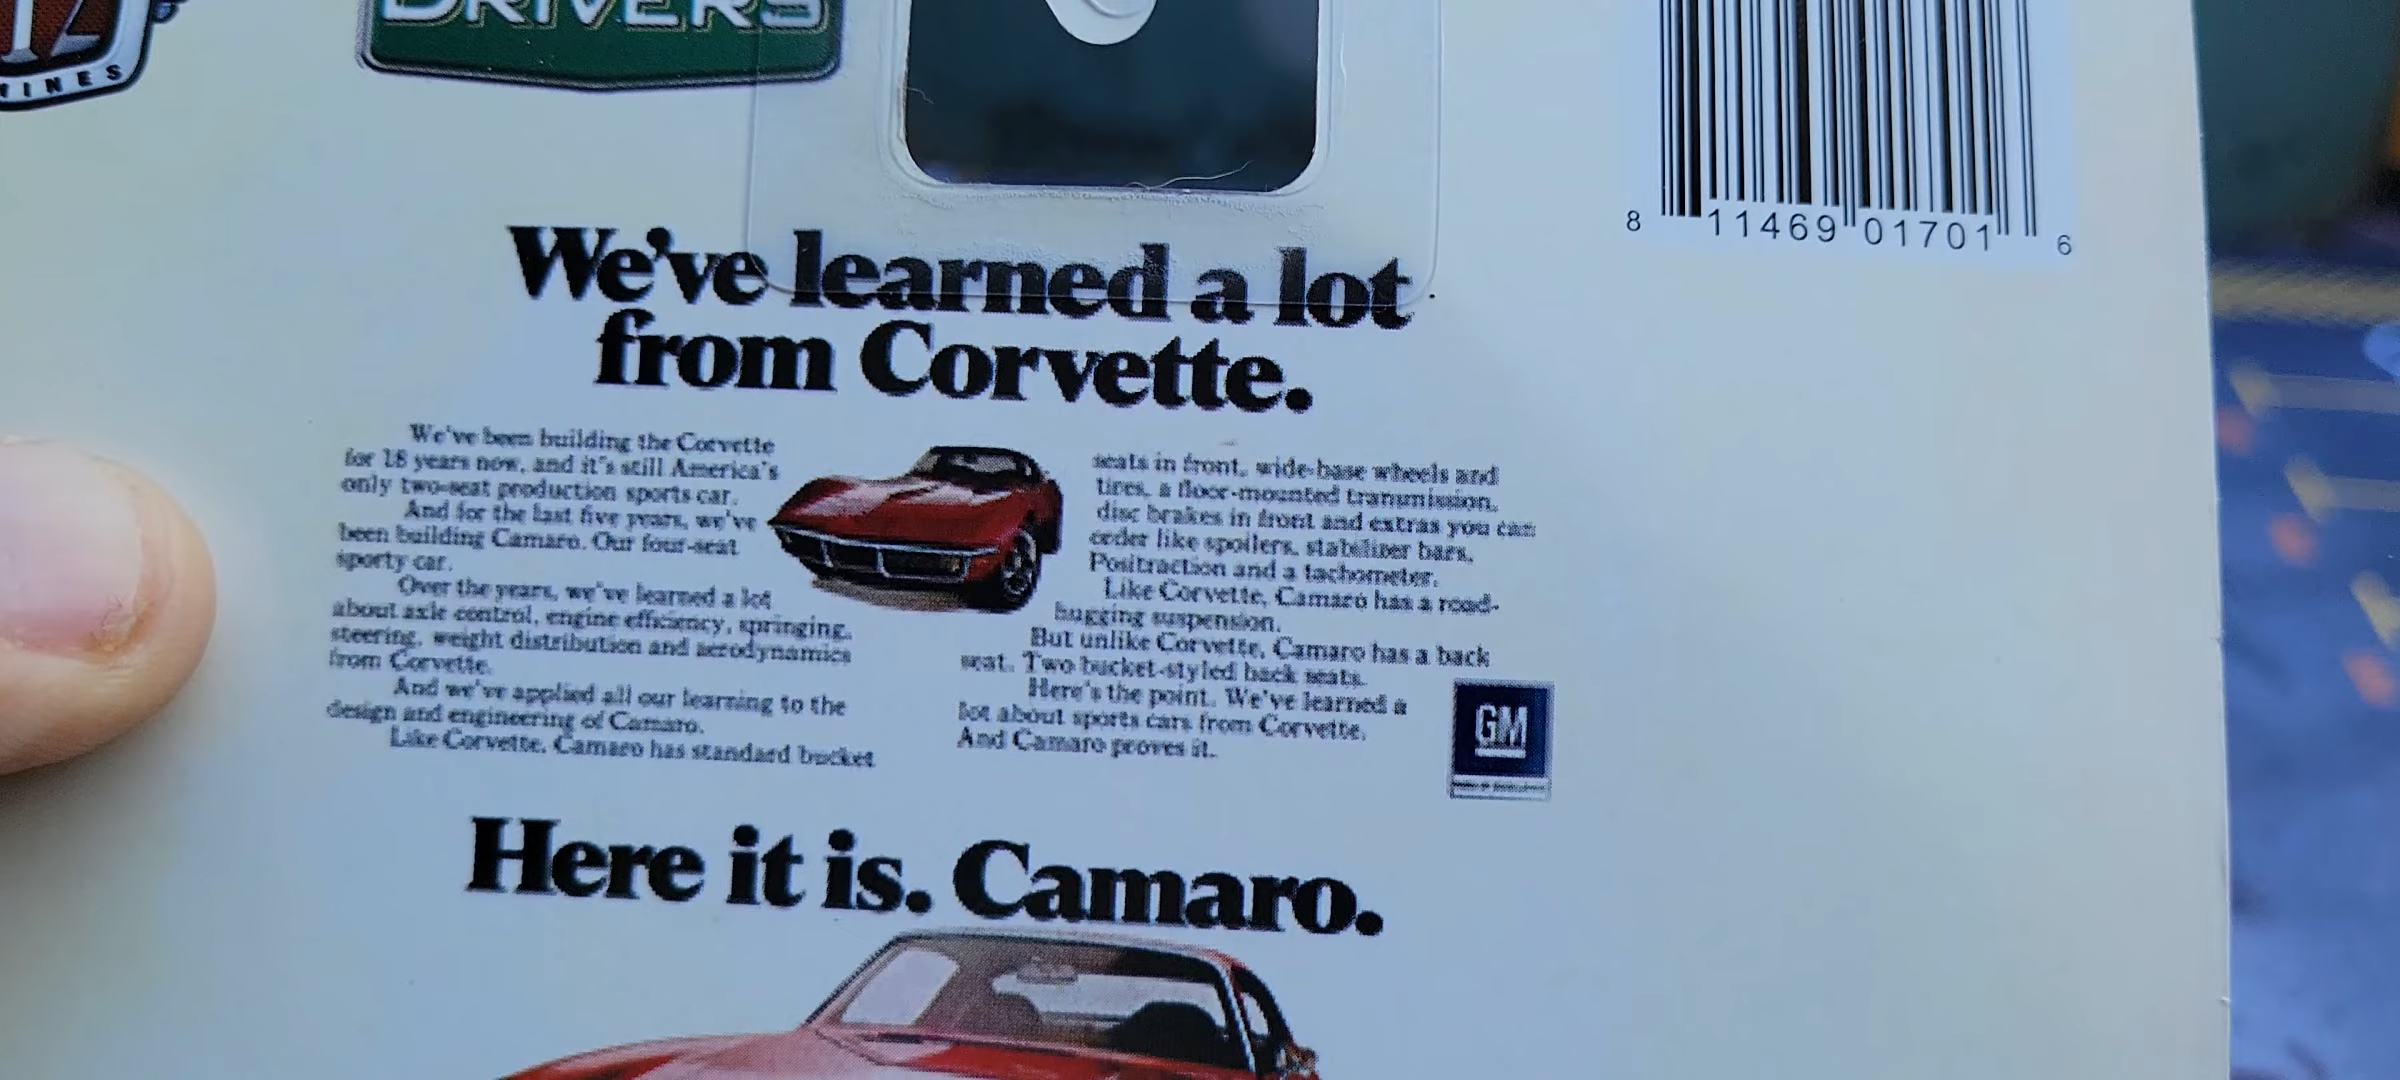 DRIVERS
8 11469 01701 6
We've learned a lot
from Corvette.
We've been building the Corvette
for 18 years now, and it's still America's
only two-seat production sports car.
And for the last five years, we've
been building Camaro. Our four-seat
sporty car.
Over the years, we've learned a lot
about axle control, engine efficiency, springing,
steering, weight distribution and aerodynamics
from Corvette.
And we've applied all our learning to the
design and engineering of Camaro.
Like Corvette, Camaro has standard bucket
seats in front, wide-base wheels and
tires, a floor-mounted transmission,
disc brakes in front and extras you can
order like spoilers, stabilizer bars,
Positraction and a tachometer.
Like Corvette, Camaro has a road-
hugging suspension.
But unlike Corvette, Camaro has a back
seat. Two bucket-styled back seats.
Here's the point. We've learned a
lot about sports cars from Corvette.
And Camaro proves it.
GM
Here it is. Camaro.